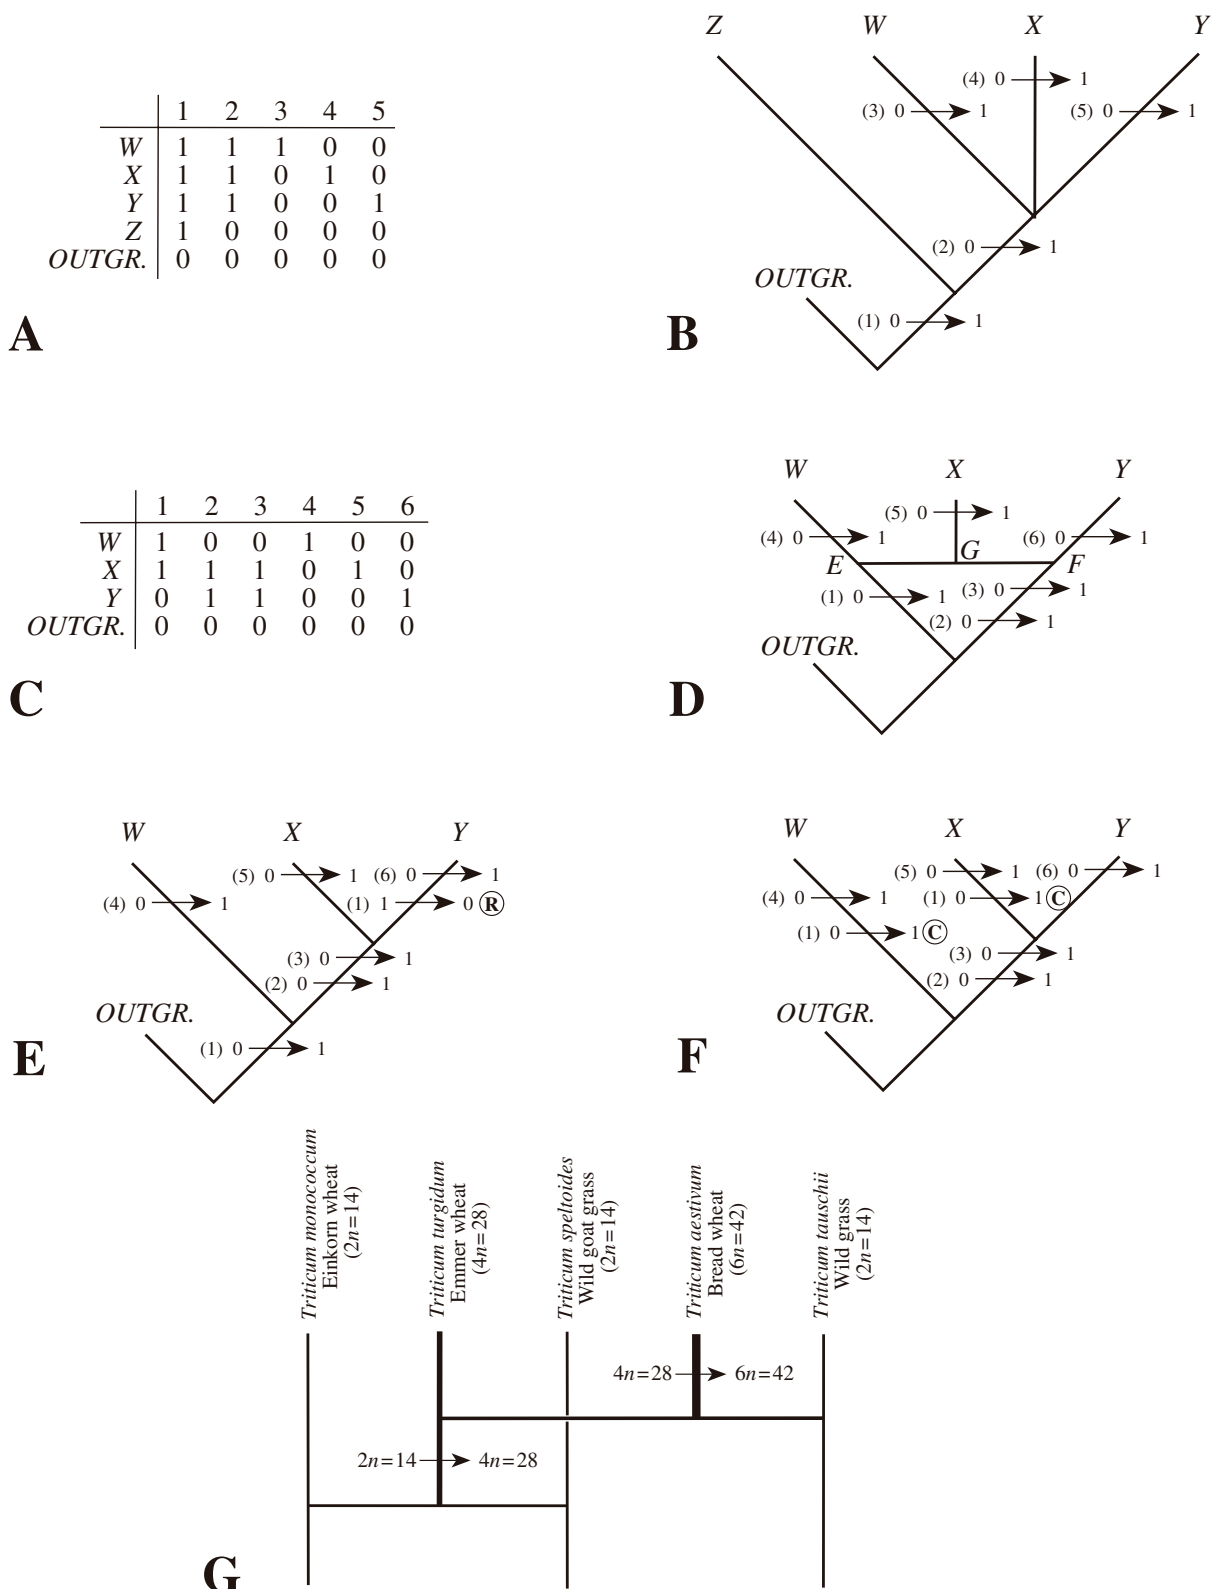 1 2 3 4 5
W 1 1 1 0 0
X 1 1 0 1 0
Y 1 1 0 0 1
Z 1 0 0 0 0
OUTGR. 0 0 0 0 0
A
Z W X Y
(4) 0 1
(3) 0 1 (5) 0 1
(2) 0 1
OUTGR.
(1) 0 1
B
1 2 3 4 5 6
W 1 0 0 1 0 0
X 1 1 1 0 1 0
Y 0 1 1 0 0 1
OUTGR. 0 0 0 0 0 0
C
W X Y
(5) 0 1
(4) 0 1 (6) 0 1
E G F
(1) 0 1 (3) 0 1
(2) 0 1
OUTGR.
D
W X Y
(5) 0 1 (6) 0 1
(4) 0 1 (1) 1 0 R
(3) 0 1
(2) 0 1
OUTGR.
(1) 0 1
E
W X Y
(5) 0 1 (6) 0 1
(4) 0 1 (1) 0 1 C
(1) 0 1 C
(3) 0 1
(2) 0 1
OUTGR.
F
Triticum monococcum
Einkorn wheat
(2n=14)
Triticum turgidum
Emmer wheat
(4n=28)
Triticum speltoides
Wild goat grass
(2n=14)
Triticum aestivum
Bread wheat
(6n=42)
Triticum tauschii
Wild grass
(2n=14)
4n=28 6n=42
2n=14 4n=28
G